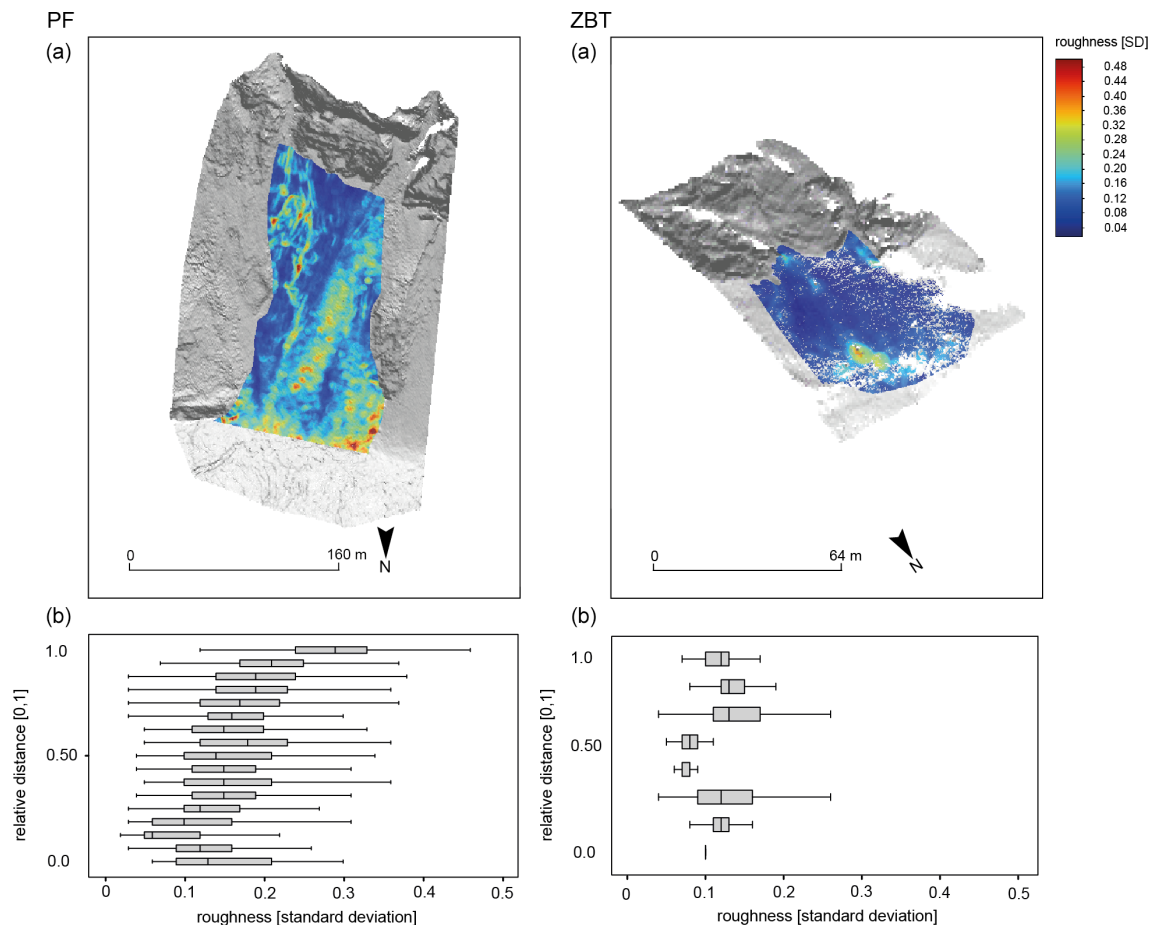 PF
(a)
0
160 m
N
ZBT
(a)
0
64 m
N
roughness [SD]
0.48
0.44
0.40
0.36
0.32
0.28
0.24
0.20
0.16
0.12
0.08
0.04
(b)
relative distance [0,1]
1.0
0.50
0.0
0
0.1
0.2
0.3
0.4
0.5
roughness [standard deviation]
(b)
relative distance [0,1]
1.0
0.50
0.0
0
0.1
0.2
0.3
0.4
0.5
roughness [standard deviation]